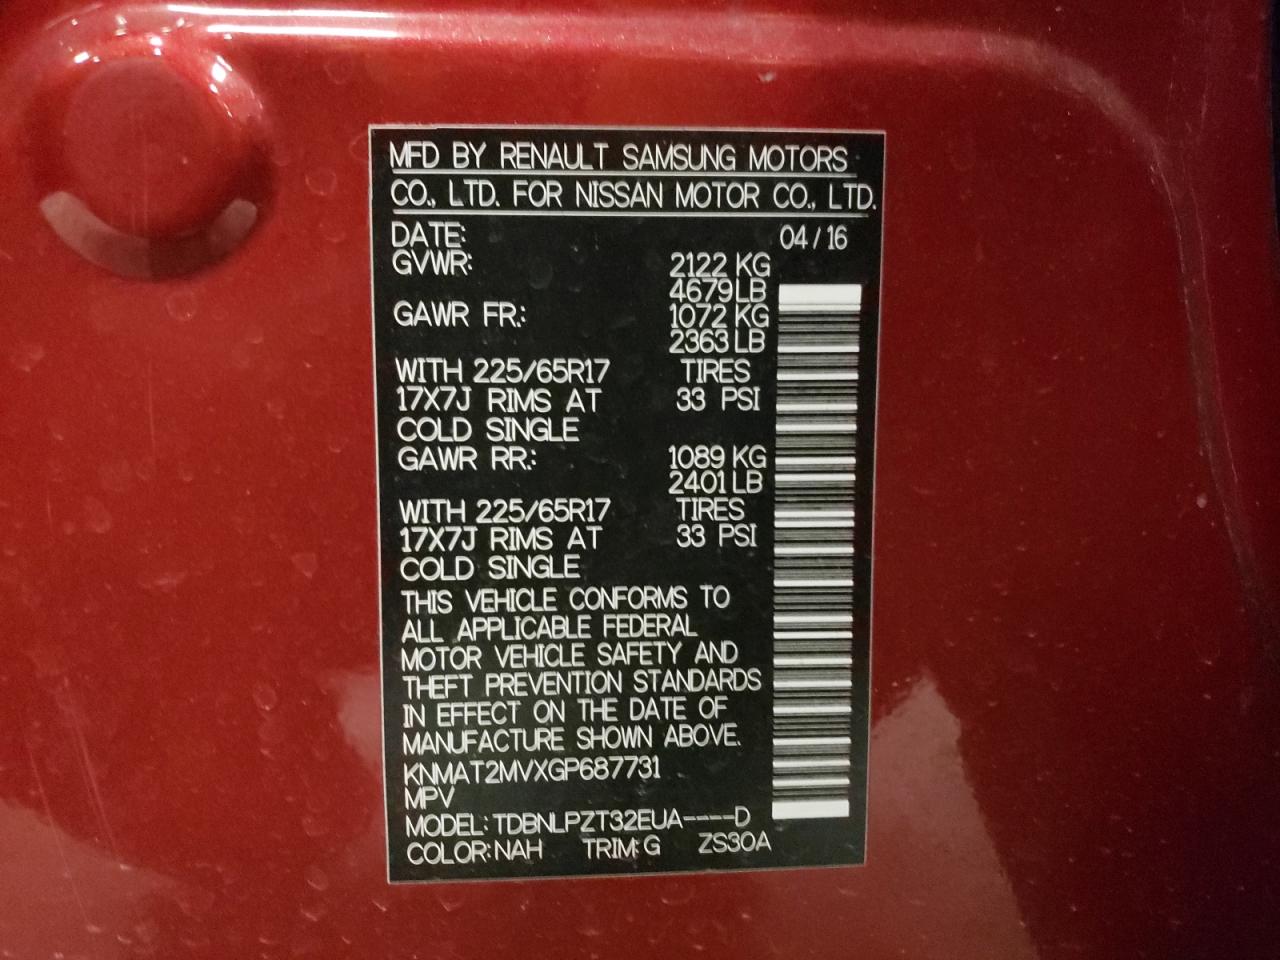 MFD BY RENAULT SAMSUNG MOTORS
CO., LTD. FOR NISSAN MOTOR CO., LTD.
DATE: 04/16
GVWR: 2122 KG
4679 LB
GAWR FR.: 1072 KG
2363 LB
WITH 225/65R17 TIRES
17X7J RIMS AT 33 PSI
COLD SINGLE
GAWR RR.: 1089 KG
2401 LB
WITH 225/65R17 TIRES
17X7J RIMS AT 33 PSI
COLD SINGLE
THIS VEHICLE CONFORMS TO
ALL APPLICABLE FEDERAL
MOTOR VEHICLE SAFETY AND
THEFT PREVENTION STANDARDS
IN EFFECT ON THE DATE OF
MANUFACTURE SHOWN ABOVE.
KNMAT2MVXGP687731
MPV
MODEL: TDBNLPZT32EUA----D
COLOR: NAH TRIM: G ZS30A